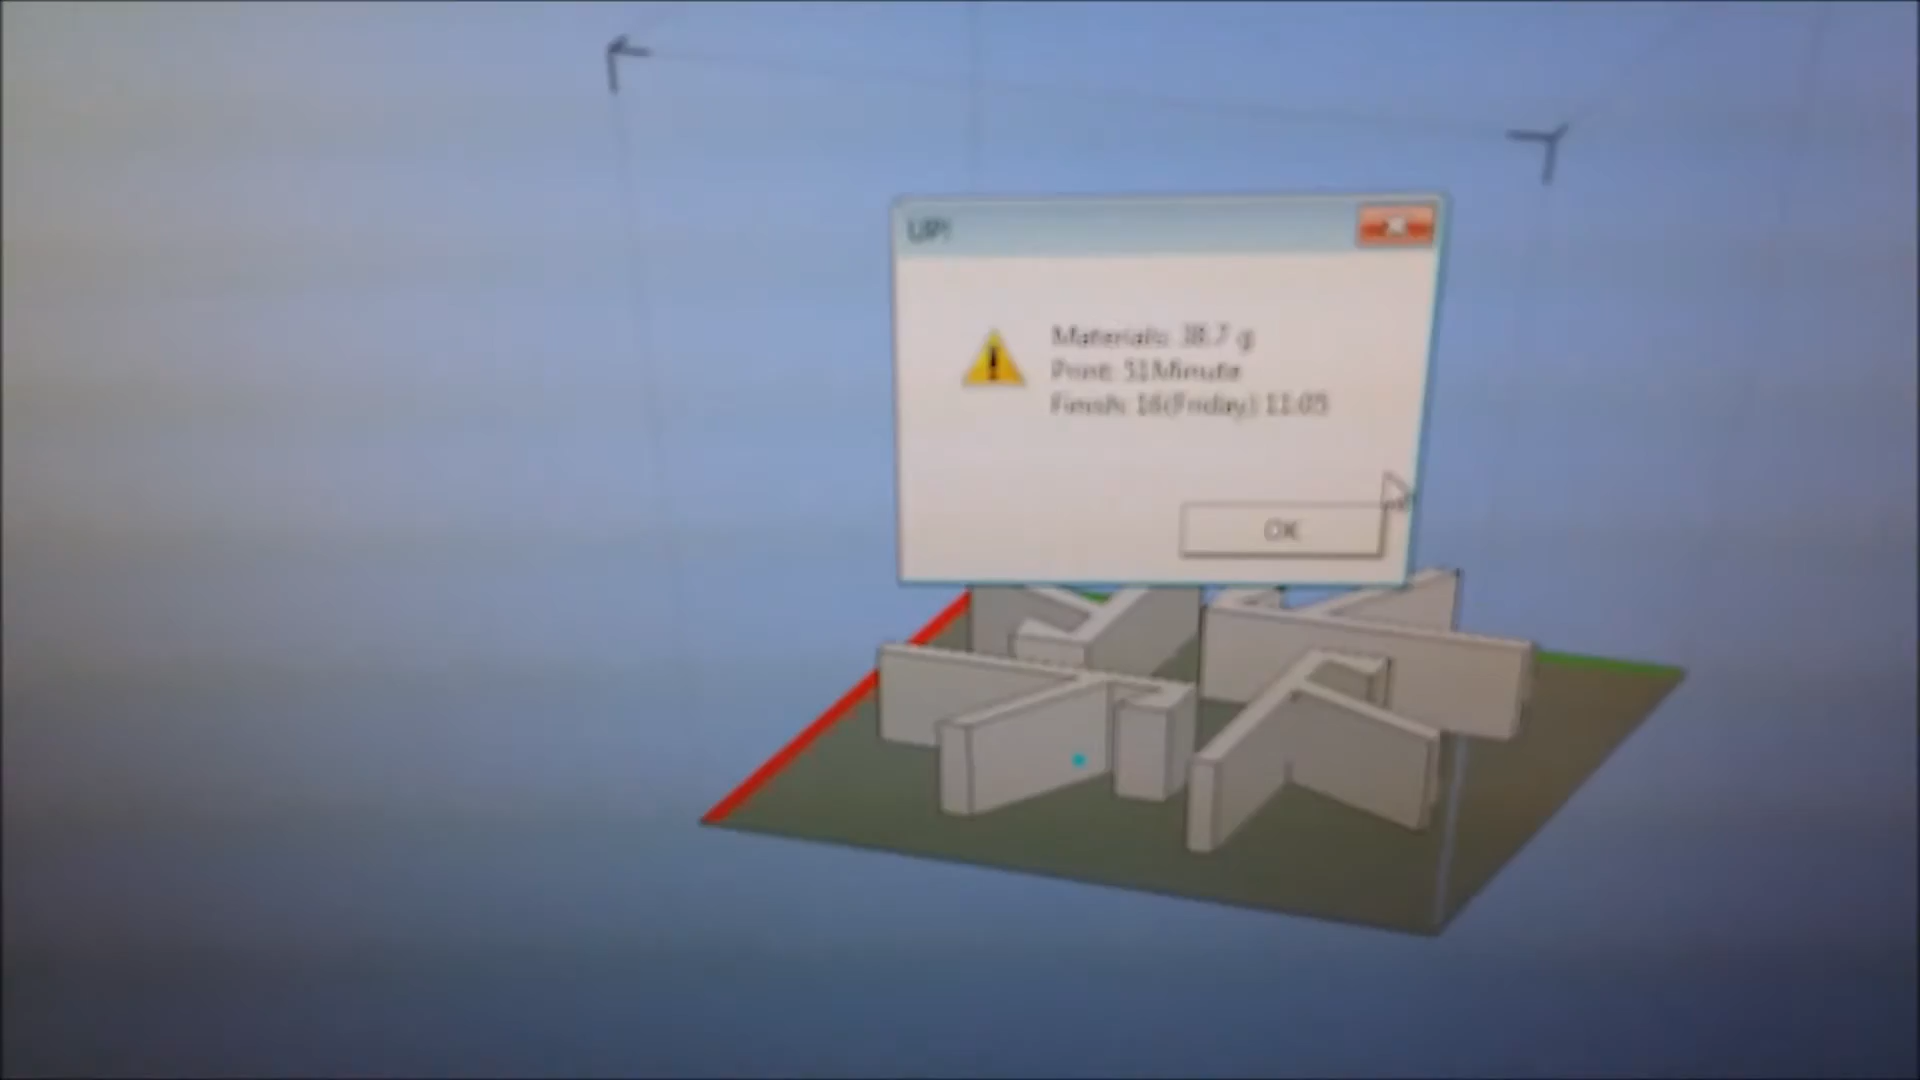 UP!
Materials: 38.7 g
Print: 51Minute
Finish: 16(Friday) 11:05
OK